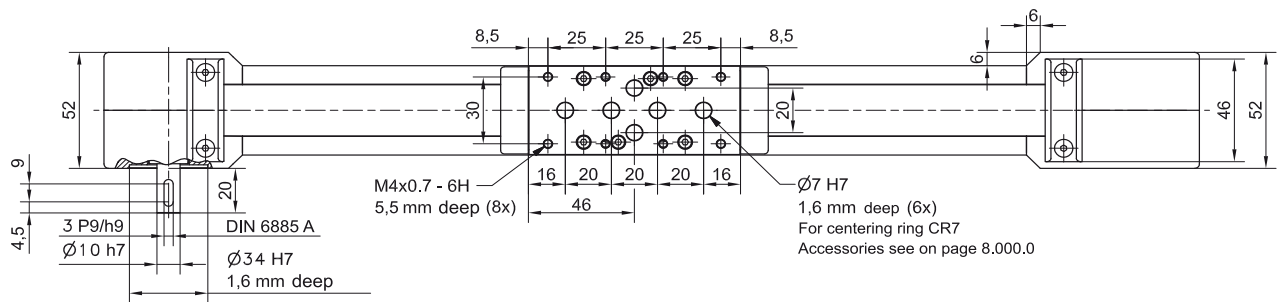 8,5
25
25
25
8,5
6
6
52
30
20
46
52
9
4,5
20
16
20
20
20
16
46
M4x0.7 - 6H
5,5 mm deep (8x)
Ø7 H7
1,6 mm deep (6x)
For centering ring CR7
Accessories see on page 8.000.0
3 P9/h9
DIN 6885 A
Ø10 h7
Ø34 H7
1,6 mm deep